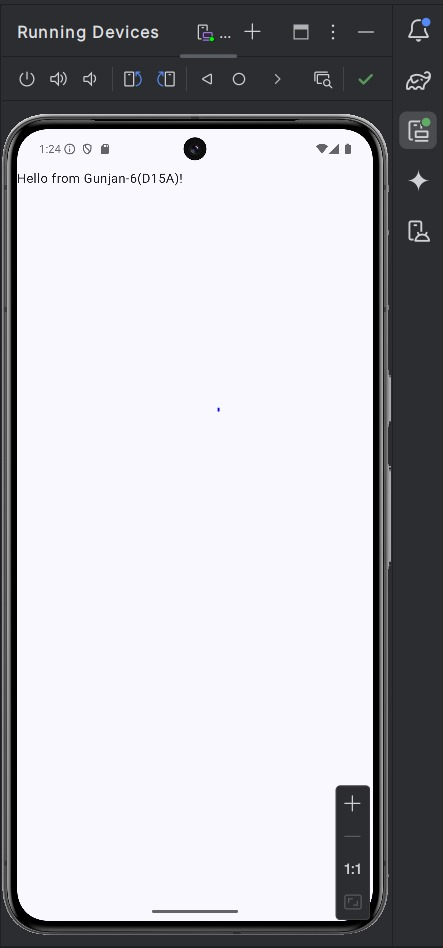 Running Devices
...
1:24
Hello from Gunjan-6(D15A)!
1:1